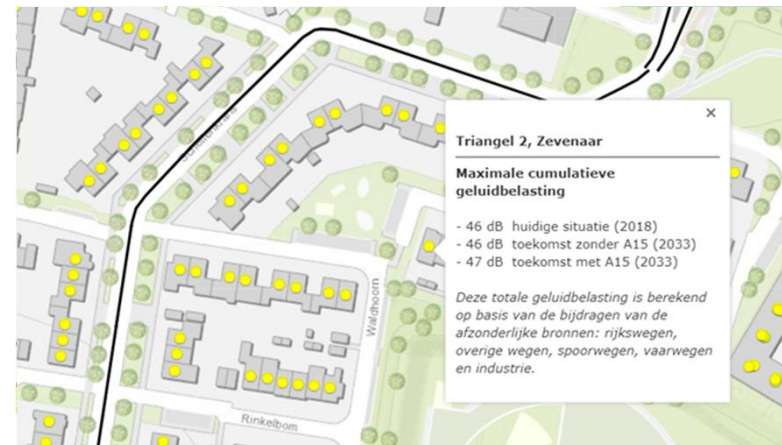 Triangel 2, Zevenaar
Maximale cumulatieve
geluidbelasting
- 46 dB huidige situatie (2018)
- 46 dB toekomst zonder A15 (2033)
- 47 dB toekomst met A15 (2033)
Deze totale geluidbelasting is berekend
op basis van de bijdragen van de
afzonderlijke bronnen: rijkswegen,
overige wegen, spoorwegen, vaarwegen
en industrie.
Waldhoorn
Rinkelbom